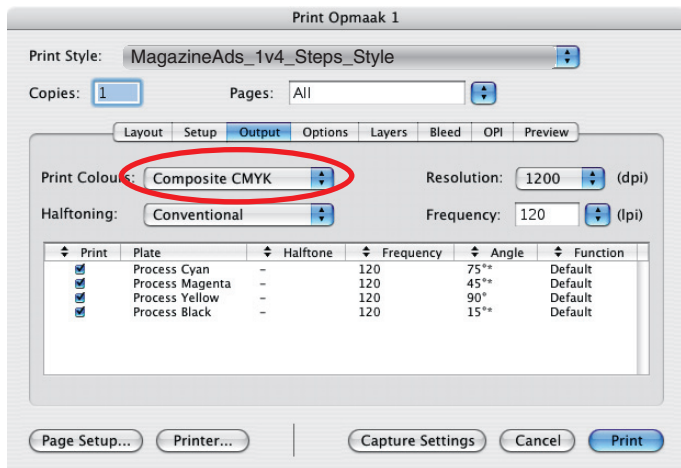 Print Opmaak 1
Print Style: MagazineAds_1v4_Steps_Style
Copies: 1 Pages: All
Layout Setup Output Options Layers Bleed OPI Preview
Print Colours: Composite CMYK Resolution: 1200 (dpi)
Halftoning: Conventional Frequency: 120 (lpi)
Print Plate Halftone Frequency Angle Function
Process Cyan – 120 75°* Default
Process Magenta – 120 45°* Default
Process Yellow – 120 90° Default
Process Black – 120 15°* Default
Page Setup... Printer... Capture Settings Cancel Print